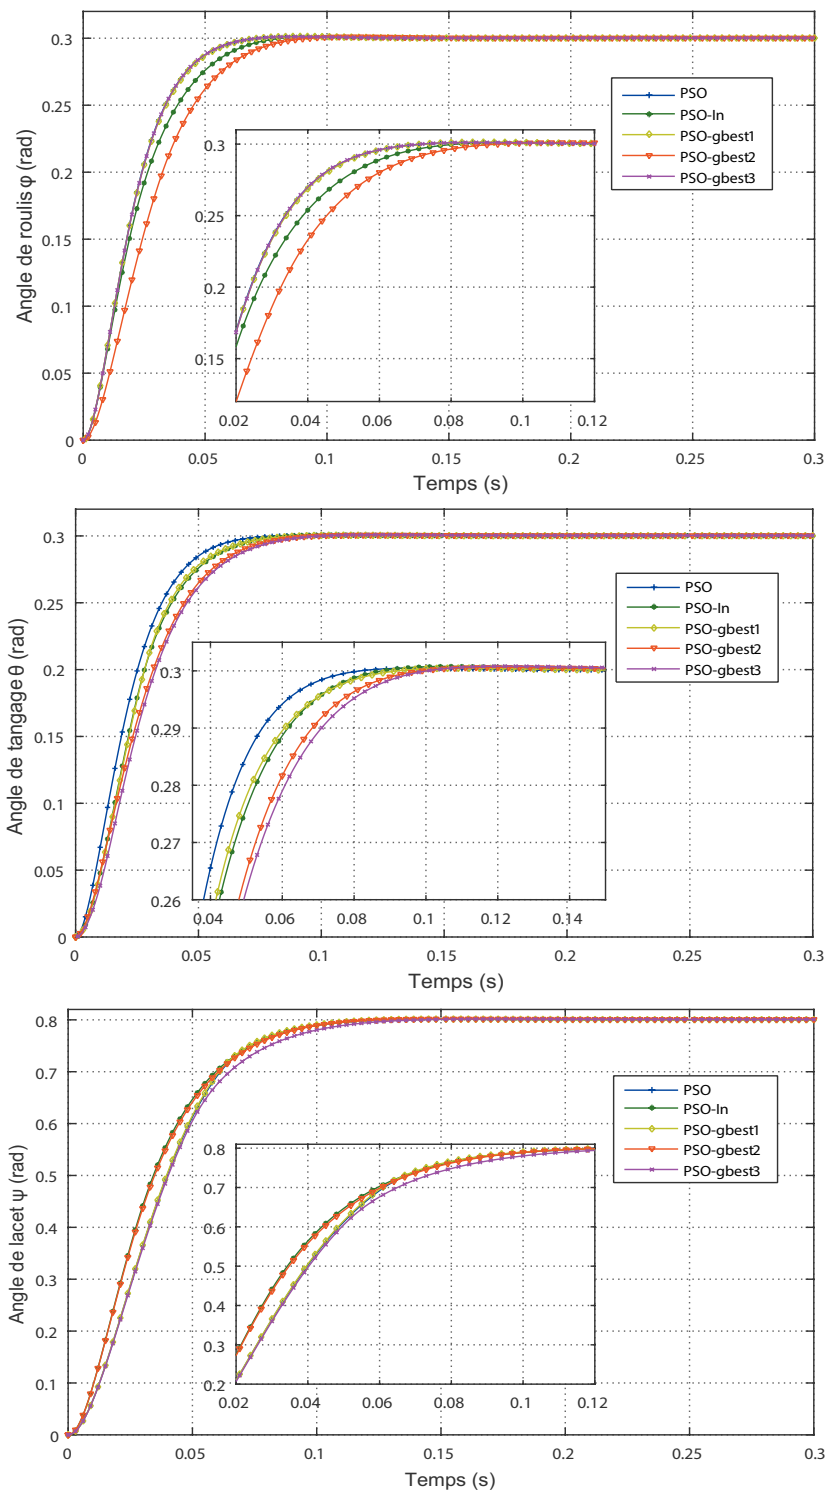 0.3
0.25
0.2
0.15
0.1
0.05
0
Angle de roulis φ (rad)
PSO
PSO-ln
PSO-gbest1
PSO-gbest2
PSO-gbest3
0.3
0.25
0.2
0.15
0.02 0.04 0.06 0.08 0.1 0.12
0 0.05 0.1 0.15 0.2 0.25 0.3
Temps (s)
0.3
0.25
0.2
0.15
0.1
0.05
0
Angle de tangage θ (rad)
PSO
PSO-ln
PSO-gbest1
PSO-gbest2
PSO-gbest3
0.3
0.29
0.28
0.27
0.26
0.04 0.06 0.08 0.1 0.12 0.14
0 0.05 0.1 0.15 0.2 0.25 0.3
Temps (s)
0.8
0.7
0.6
0.5
0.4
0.3
0.2
0.1
0
Angle de lacet ψ (rad)
PSO
PSO-ln
PSO-gbest1
PSO-gbest2
PSO-gbest3
0.8
0.7
0.6
0.5
0.4
0.3
0.2
0.02 0.04 0.06 0.08 0.1 0.12
0 0.05 0.1 0.15 0.2 0.25 0.3
Temps (s)